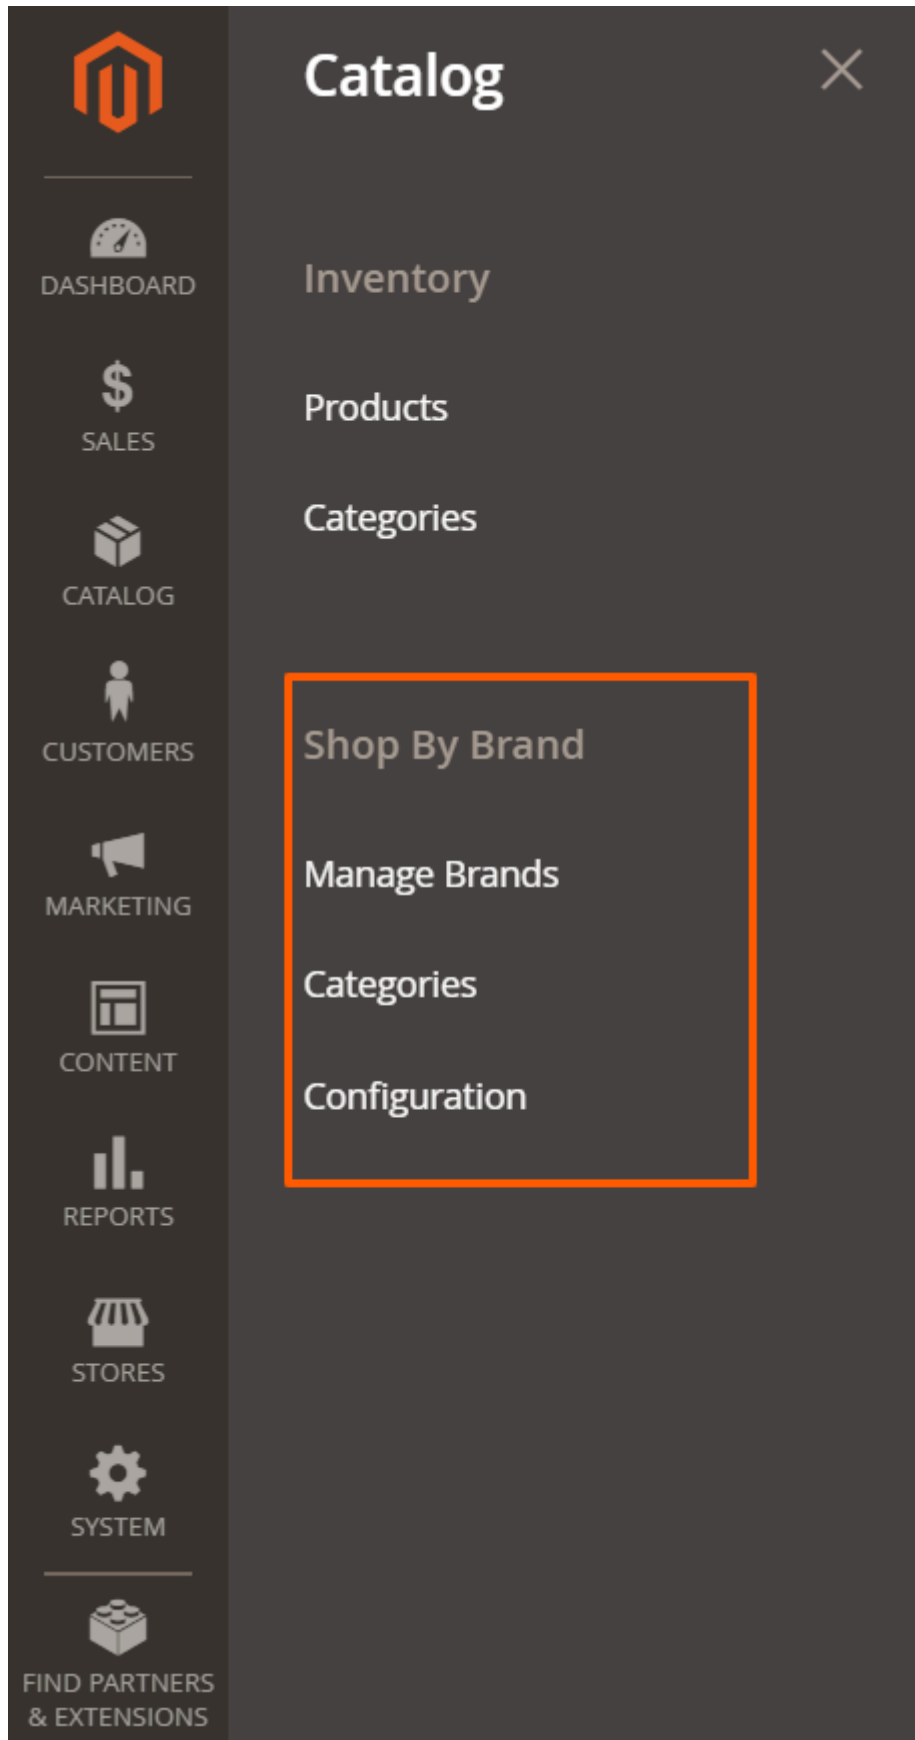 DASHBOARD
SALES
CATALOG
CUSTOMERS
MARKETING
CONTENT
REPORTS
STORES
SYSTEM
FIND PARTNERS
& EXTENSIONS
Catalog
Inventory
Products
Categories
Shop By Brand
Manage Brands
Categories
Configuration